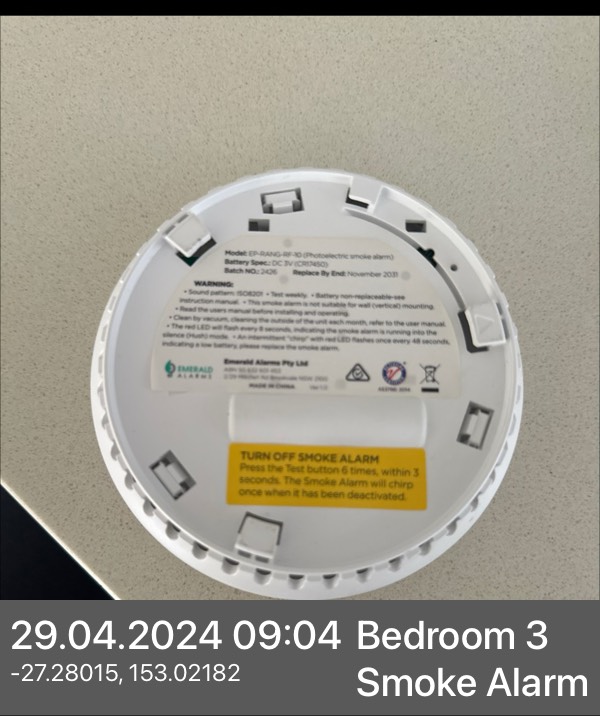 Model: EP-RANG-RF-10 (Photoelectric smoke alarm)
Battery Spec.: DC 3V (CR17450)
Batch NO.: 2426 Replace By End: November 2031
WARNING:
• Sound pattern: ISO8201 • Test weekly. • Battery non-replaceable-see
instruction manual. • This smoke alarm is not suitable for wall (vertical) mounting.
• Read the users manual before installing and operating.
• Clean by vacuum, cleaning the outside of the unit each month, refer to the user manual.
• The red LED will flash every 8 seconds, indicating the smoke alarm is running into the
silence (Hush) mode. • An intermittent "chirp" with red LED flashes once every 48 seconds,
indicating a low battery, please replace the smoke alarm.
EMERALD
ALARMS
Emerald Alarms Pty Ltd
MADE IN CHINA Ver 1.0
TURN OFF SMOKE ALARM
Press the Test button 6 times, within 3
seconds. The Smoke Alarm will chirp
once when it has been deactivated.
29.04.2024 09:04
-27.28015, 153.02182
Bedroom 3
Smoke Alarm